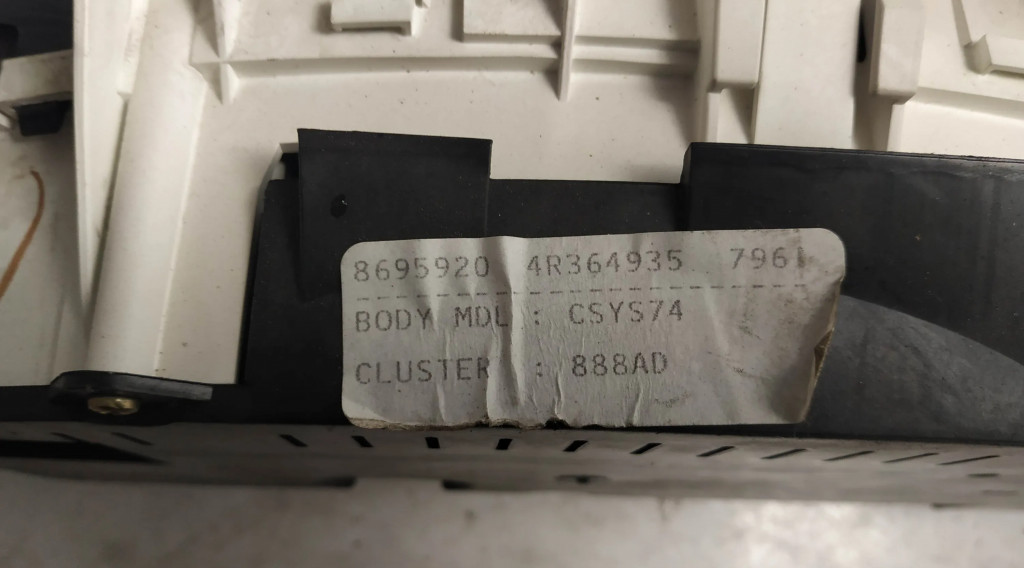 8695920 4R364935 7961
--------------------------------
BODY MDL : CSYS74
CLUSTER : 888AD